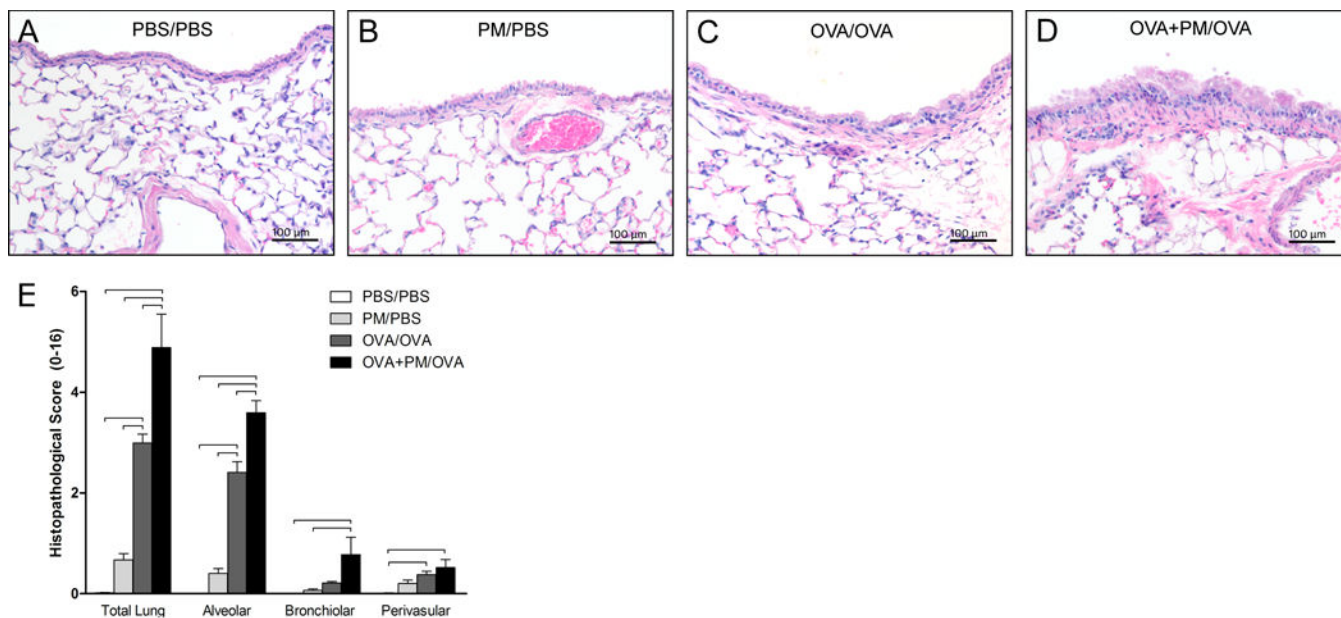 A PBS/PBS
B PM/PBS
C OVA/OVA
D OVA+PM/OVA
100 µm
100 µm
100 µm
100 µm
E
Histopathological Score (0-16)
6
4
2
0
PBS/PBS
PM/PBS
OVA/OVA
OVA+PM/OVA
Total Lung Alveolar Bronchiolar Perivasular